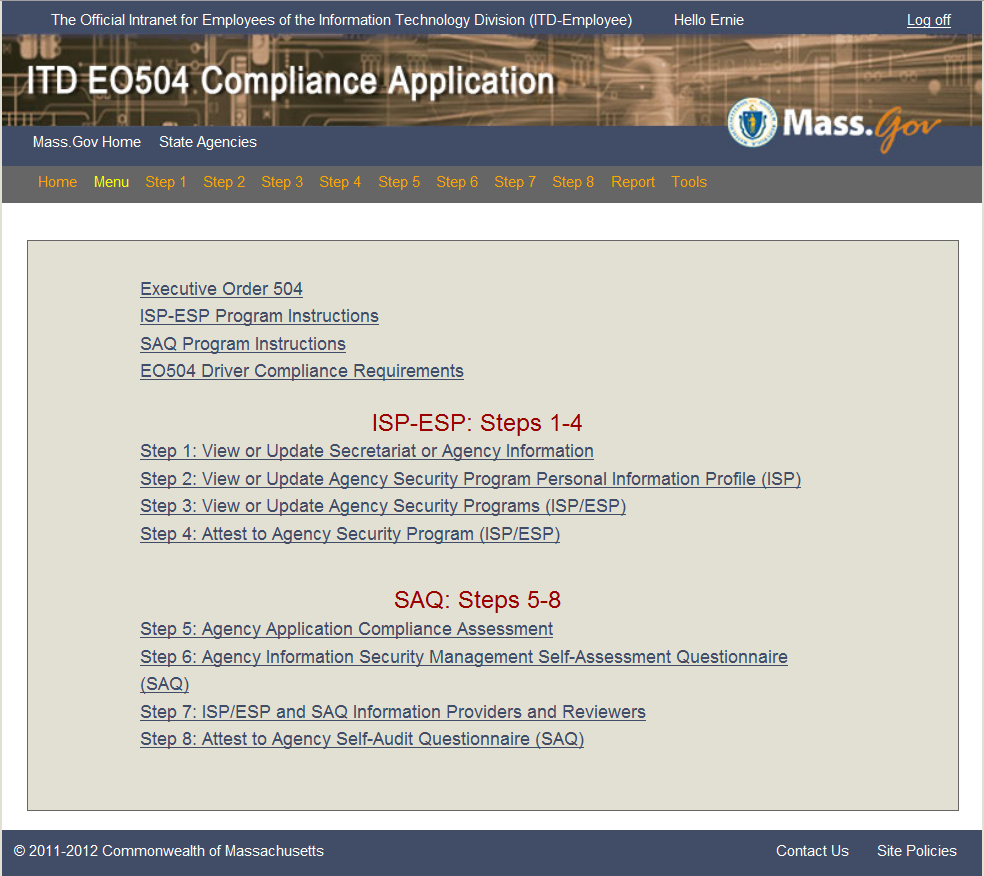 The Official Intranet for Employees of the Information Technology Division (ITD-Employee) Hello Ernie Log off
ITD EO504 Compliance Application
Mass.Gov
Mass.Gov Home State Agencies
Home Menu Step 1 Step 2 Step 3 Step 4 Step 5 Step 6 Step 7 Step 8 Report Tools
Executive Order 504
ISP-ESP Program Instructions
SAQ Program Instructions
EO504 Driver Compliance Requirements
ISP-ESP: Steps 1-4
Step 1: View or Update Secretariat or Agency Information
Step 2: View or Update Agency Security Program Personal Information Profile (ISP)
Step 3: View or Update Agency Security Programs (ISP/ESP)
Step 4: Attest to Agency Security Program (ISP/ESP)
SAQ: Steps 5-8
Step 5: Agency Application Compliance Assessment
Step 6: Agency Information Security Management Self-Assessment Questionnaire
(SAQ)
Step 7: ISP/ESP and SAQ Information Providers and Reviewers
Step 8: Attest to Agency Self-Audit Questionnaire (SAQ)
© 2011-2012 Commonwealth of Massachusetts Contact Us Site Policies